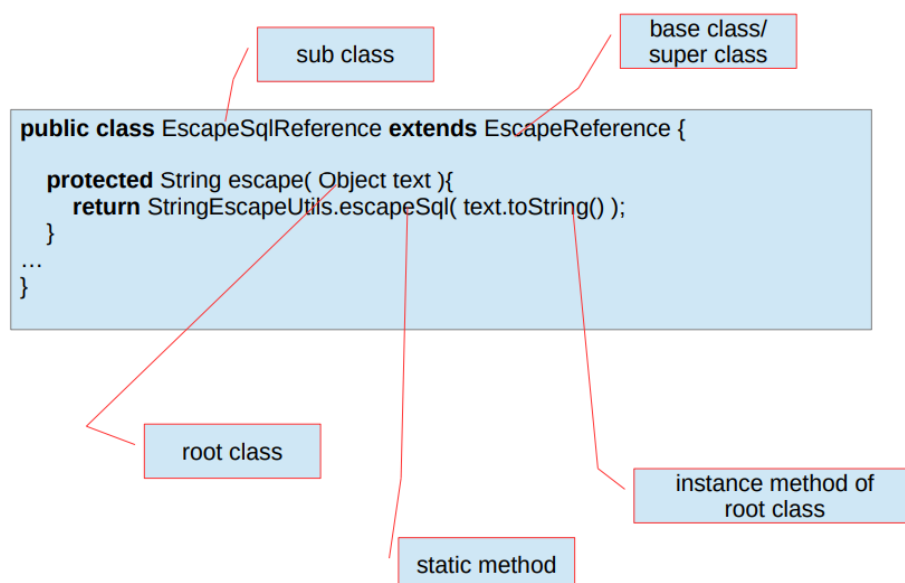 sub class
base class/
super class
public class EscapeSqlReference extends EscapeReference {
protected String escape( Object text ){
return StringEscapeUtils.escapeSql( text.toString() );
}
...
}
root class
instance method of
root class
static method